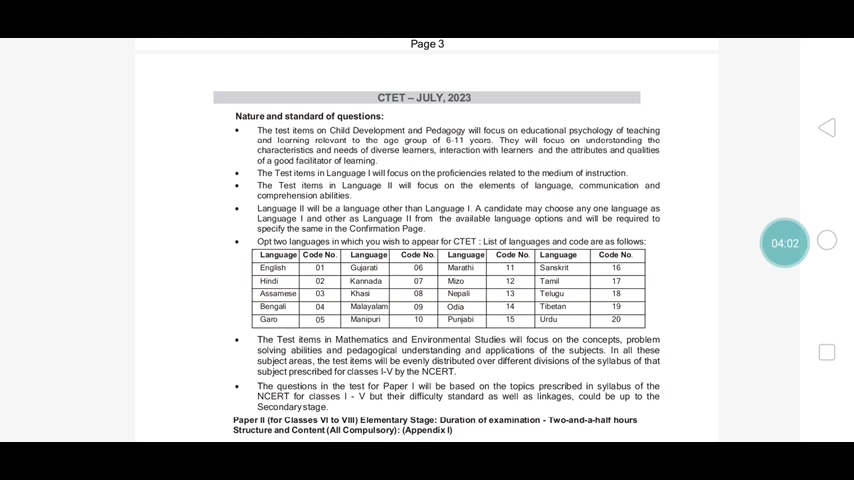 Page 3
CTET – JULY, 2023
Nature and standard of questions:
• The test items on Child Development and Pedagogy will focus on educational psychology of teaching
and learning relevant to the age group of 6-11 years. They will focus on understanding the
characteristics and needs of diverse learners, interaction with learners and the attributes and qualities
of a good facilitator of learning.
• The Test items in Language I will focus on the proficiencies related to the medium of instruction.
• The Test items in Language II will focus on the elements of language, communication and
comprehension abilities.
• Language II will be a language other than Language I. A candidate may choose any one language as
Language I and other as Language II from the available language options and will be required to
specify the same in the Confirmation Page.
• Opt two languages in which you wish to appear for CTET : List of languages and code are as follows:
Language Code No. Language Code No. Language Code No. Language Code No.
English 01 Gujarati 06 Marathi 11 Sanskrit 16
Hindi 02 Kannada 07 Mizo 12 Tamil 17
Assamese 03 Khasi 08 Nepali 13 Telugu 18
Bengali 04 Malayalam 09 Odia 14 Tibetan 19
Garo 05 Manipuri 10 Punjabi 15 Urdu 20
• The Test items in Mathematics and Environmental Studies will focus on the concepts, problem
solving abilities and pedagogical understanding and applications of the subjects. In all these
subject areas, the test items will be evenly distributed over different divisions of the syllabus of that
subject prescribed for classes I-V by the NCERT.
• The questions in the test for Paper I will be based on the topics prescribed in syllabus of the
NCERT for classes I - V but their difficulty standard as well as linkages, could be up to the
Secondarystage.
Paper II (for Classes VI to VIII) Elementary Stage: Duration of examination - Two-and-a-half hours
Structure and Content (All Compulsory): (Appendix I)
04:02